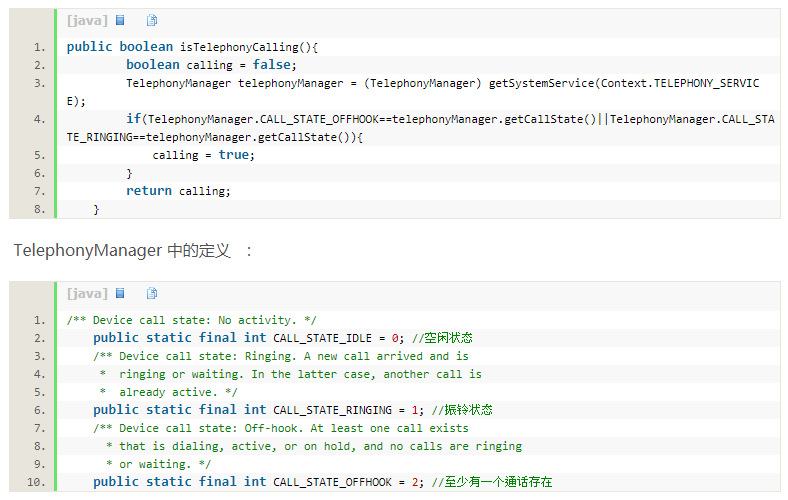 [java]
1. public boolean isTelephonyCalling(){
2. boolean calling = false;
3. TelephonyManager telephonyManager = (TelephonyManager) getSystemService(Context.TELEPHONY_SERVIC
E);
4. if(TelephonyManager.CALL_STATE_OFFHOOK==telephonyManager.getCallState()||TelephonyManager.CALL_STA
TE_RINGING==telephonyManager.getCallState()){
5. calling = true;
6. }
7. return calling;
8. }
TelephonyManager 中的定义 ：
[java]
1. /** Device call state: No activity. */
2. public static final int CALL_STATE_IDLE = 0; //空闲状态
3. /** Device call state: Ringing. A new call arrived and is
4. * ringing or waiting. In the latter case, another call is
5. * already active. */
6. public static final int CALL_STATE_RINGING = 1; //振铃状态
7. /** Device call state: Off-hook. At least one call exists
8. * that is dialing, active, or on hold, and no calls are ringing
9. * or waiting. */
10. public static final int CALL_STATE_OFFHOOK = 2; //至少有一个通话存在